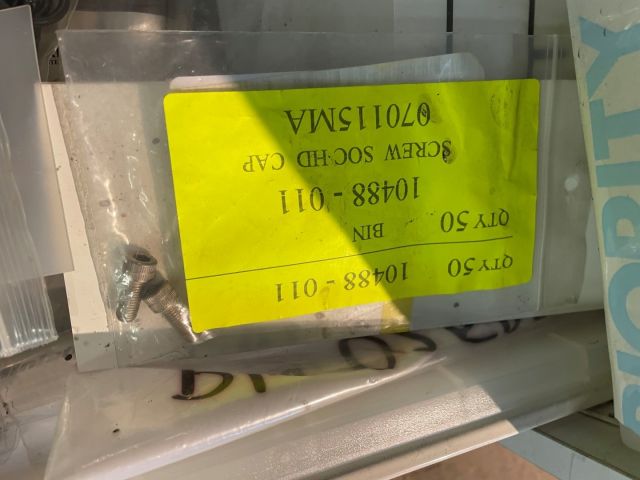 QTY 50 10488 - 011
QTY 50 BIN
10488 - 011
SCREW SOC-HD CAP
070115MA